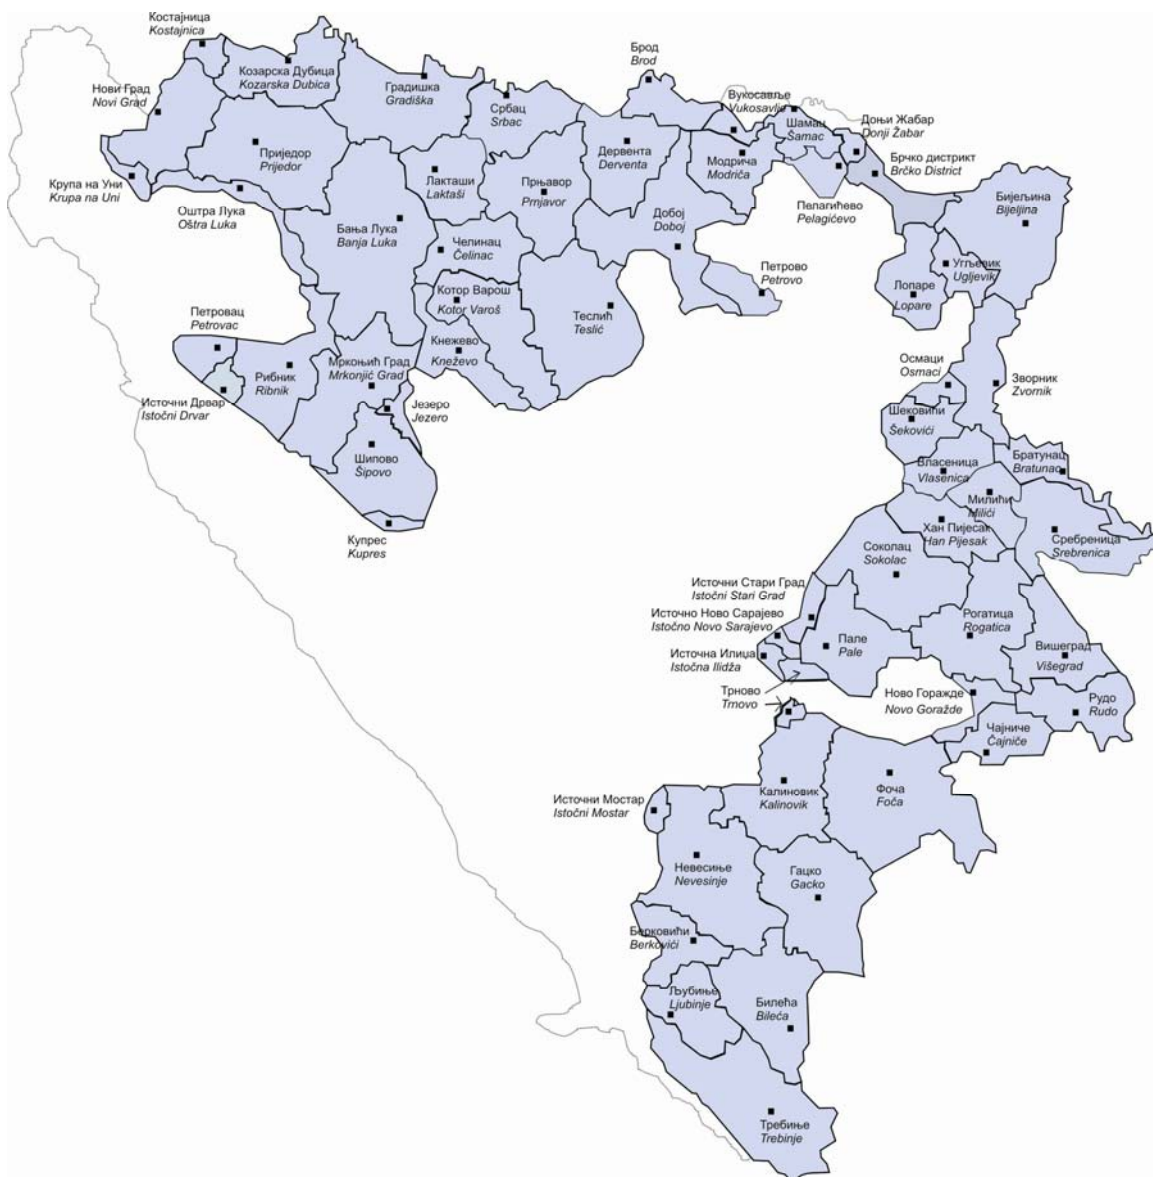 Костајница
Kostajnica
Козарска Дубица
Kozarska Dubica
Нови Град
Novi Grad
Градишка
Gradiška
Србац
Srbac
Брод
Brod
Вукосавље
Vukosavlje
Шамац
Šamac
Доњи Жабар
Donji Žabar
Брчко дистрикт
Brčko District
Приједор
Prijedor
Крупа на Уни
Krupa na Uni
Оштра Лука
Oštra Luka
Лакташи
Laktaši
Прњавор
Prnjavor
Дервента
Derventa
Модрича
Modriča
Пелагићево
Pelagićevo
Бијељина
Bijeljina
Бања Лука
Banja Luka
Добој
Doboj
Челинац
Čelinac
Котор Варош
Kotor Varoš
Теслић
Teslić
Петрово
Petrovo
Угљевик
Ugljevik
Лопаре
Lopare
Петровац
Petrovac
Рибник
Ribnik
Мркоњић Град
Mrkonjić Grad
Кнежево
Kneževo
Источни Дрвар
Istočni Drvar
Језеро
Jezero
Шипово
Šipovo
Купрес
Kupres
Осмаци
Osmaci
Зворник
Zvornik
Шековићи
Šekovići
Власеница
Vlasenica
Братунац
Bratunac
Милићи
Milići
Хан Пијесак
Han Pijesak
Сребреница
Srebrenica
Соколац
Sokolac
Источни Стари Град
Istočni Stari Grad
Источно Ново Сарајево
Istočno Novo Sarajevo
Источна Илиџа
Istočna Ilidža
Пале
Pale
Рогатица
Rogatica
Вишеград
Višegrad
Трново
Trnovo
Ново Горажде
Novo Goražde
Рудо
Rudo
Чајниче
Čajniče
Калиновик
Kalinovik
Фоча
Foča
Источни Мостар
Istočni Mostar
Невесиње
Nevesinje
Гацко
Gacko
Берковићи
Berkovići
Љубиње
Ljubinje
Билећа
Bileća
Требиње
Trebinje